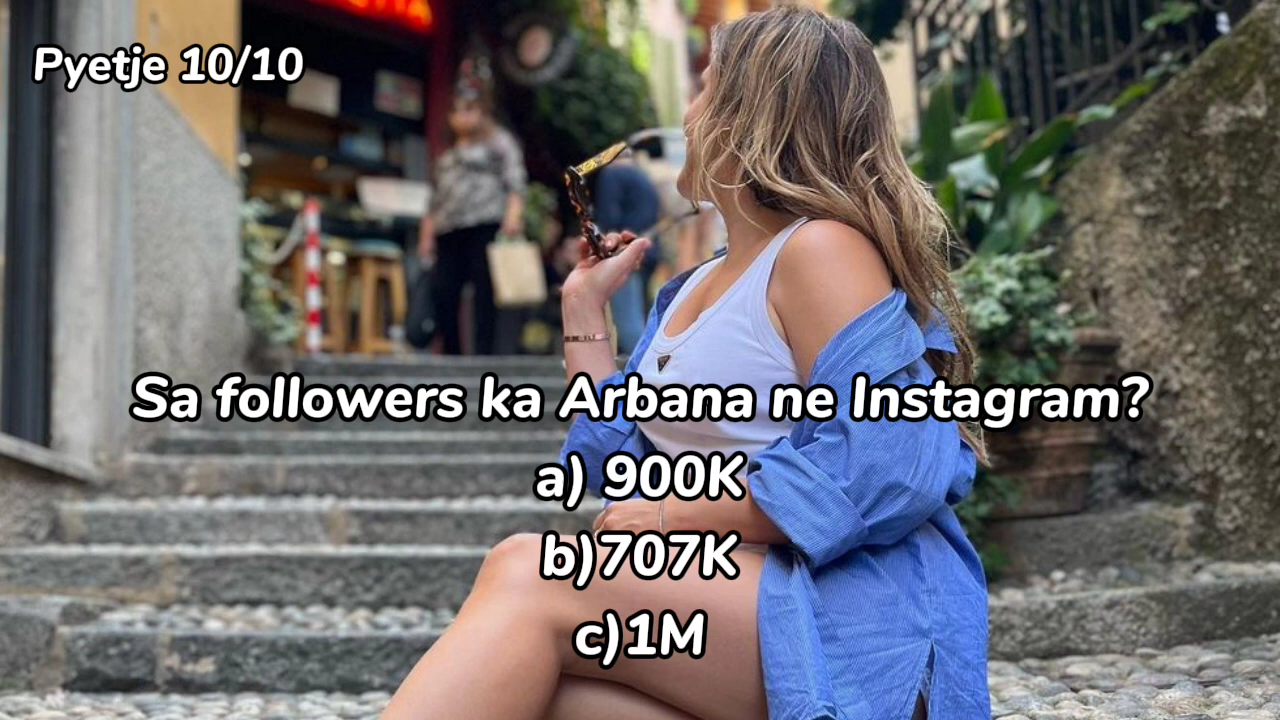 Pyetje 10/10
Sa followers ka Arbana ne Instagram?
a) 900K
b)707K
c)1M